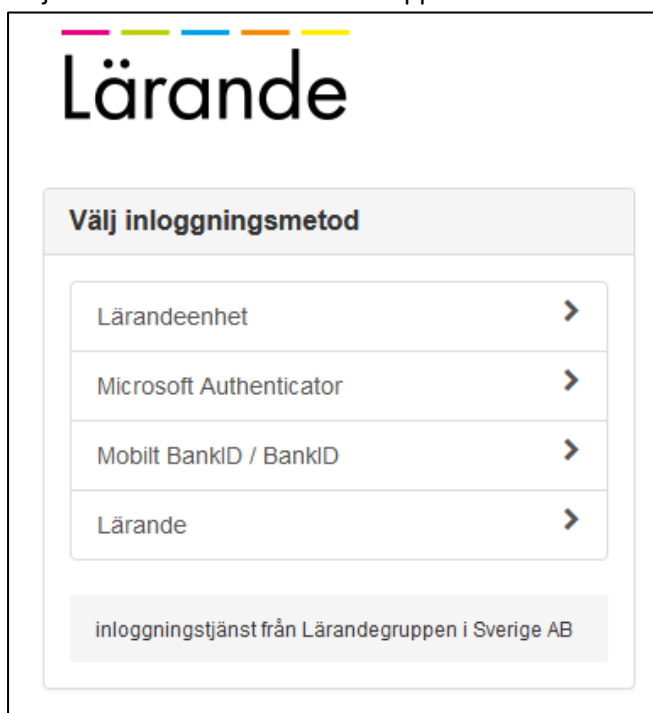 Lärande
Välj inloggningsmetod
Lärandeenhet
Microsoft Authenticator
Mobilt BankID / BankID
Lärande
inloggningstjänst från Lärandegruppen i Sverige AB